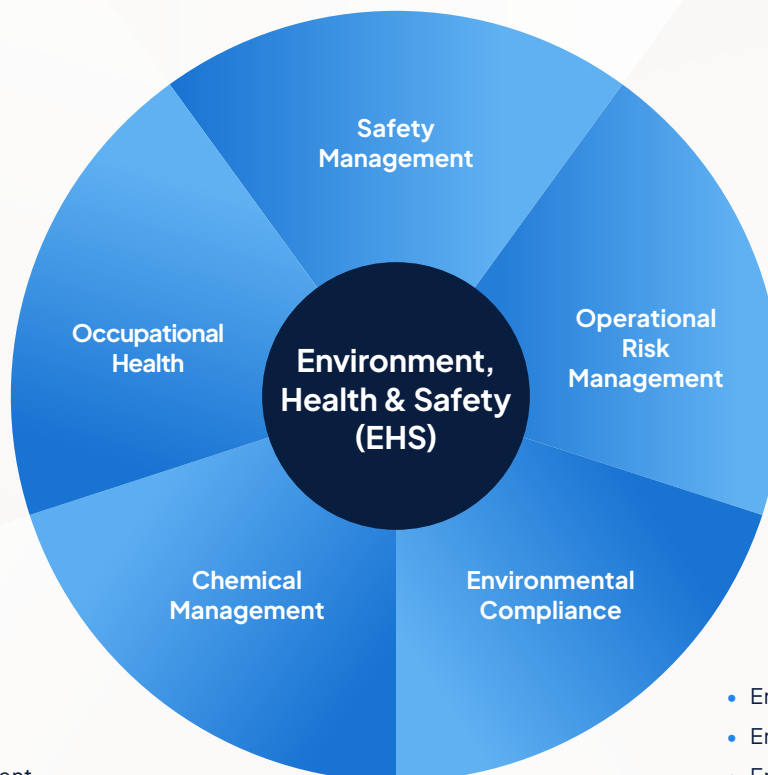 Safety
Management
Occupational
Health
Environment,
Health & Safety
(EHS)
Operational
Risk
Management
Chemical
Management
Environmental
Compliance